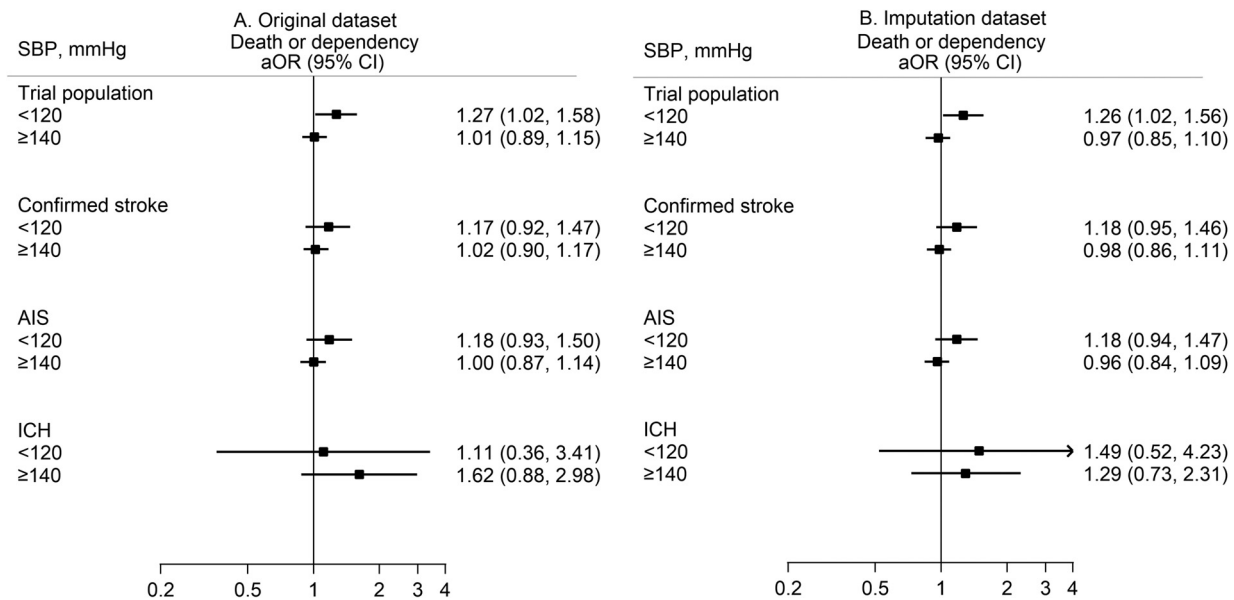 A. Original dataset
SBP, mmHg Death or dependency
aOR (95% CI)
Trial population
<120 1.27 (1.02, 1.58)
≥140 1.01 (0.89, 1.15)
Confirmed stroke
<120 1.17 (0.92, 1.47)
≥140 1.02 (0.90, 1.17)
AIS
<120 1.18 (0.93, 1.50)
≥140 1.00 (0.87, 1.14)
ICH
<120 1.11 (0.36, 3.41)
≥140 1.62 (0.88, 2.98)
0.2 0.5 1 2 3 4
B. Imputation dataset
SBP, mmHg Death or dependency
aOR (95% CI)
Trial population
<120 1.26 (1.02, 1.56)
≥140 0.97 (0.85, 1.10)
Confirmed stroke
<120 1.18 (0.95, 1.46)
≥140 0.98 (0.86, 1.11)
AIS
<120 1.18 (0.94, 1.47)
≥140 0.96 (0.84, 1.09)
ICH
<120 1.49 (0.52, 4.23)
≥140 1.29 (0.73, 2.31)
0.2 0.5 1 2 3 4